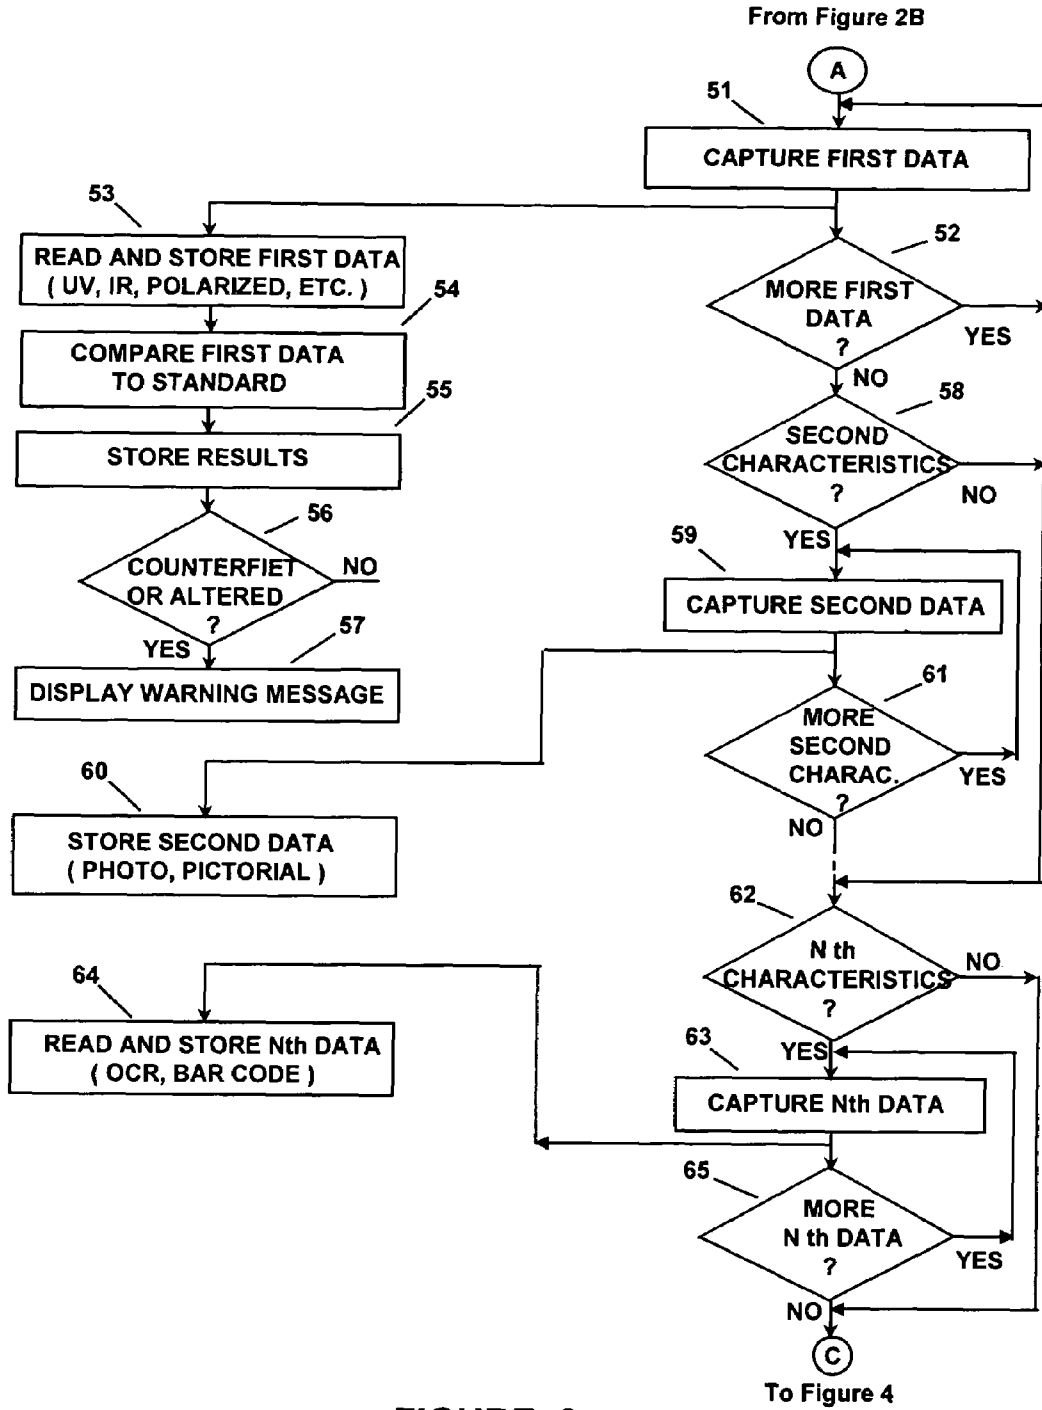 From Figure 2B
A
51
CAPTURE FIRST DATA
53
READ AND STORE FIRST DATA
( UV, IR, POLARIZED, ETC. )
52
MORE FIRST
DATA
?
YES
NO
54
COMPARE FIRST DATA
TO STANDARD
55
STORE RESULTS
58
SECOND
CHARACTERISTICS
?
NO
YES
56
COUNTERFIET
OR ALTERED
?
NO
YES
57
DISPLAY WARNING MESSAGE
59
CAPTURE SECOND DATA
61
MORE
SECOND
CHARAC.
?
YES
NO
60
STORE SECOND DATA
( PHOTO, PICTORIAL )
62
N th
CHARACTERISTICS
?
NO
YES
64
READ AND STORE Nth DATA
( OCR, BAR CODE )
63
CAPTURE Nth DATA
65
MORE
N th DATA
?
YES
NO
C
To Figure 4